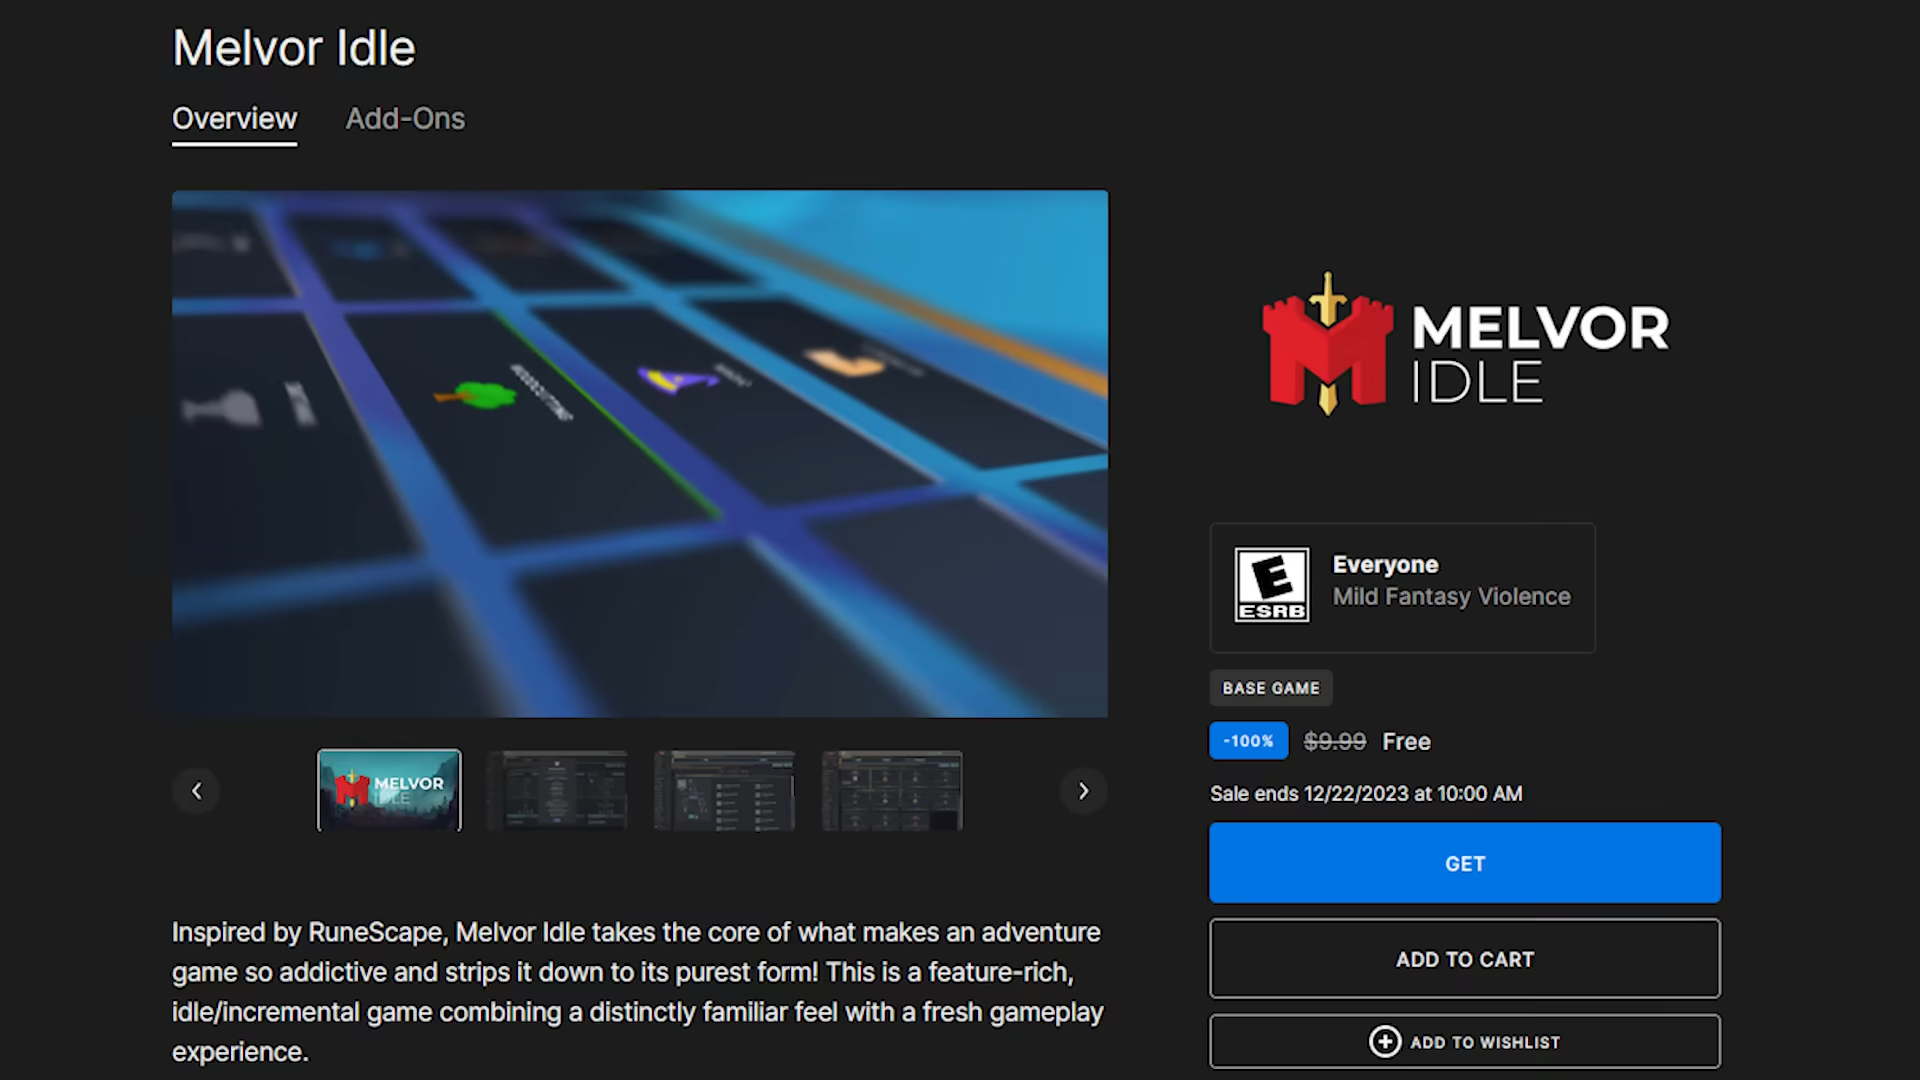 Melvor Idle
Overview
Add-Ons
WOODCUTTING
MELVOR
IDLE
MELVOR
IDLE
E
ESRB
Everyone
Mild Fantasy Violence
BASE GAME
-100% $9.99 Free
Sale ends 12/22/2023 at 10:00 AM
GET
ADD TO CART
ADD TO WISHLIST
Inspired by RuneScape, Melvor Idle takes the core of what makes an adventure
game so addictive and strips it down to its purest form! This is a feature-rich,
idle/incremental game combining a distinctly familiar feel with a fresh gameplay
experience.